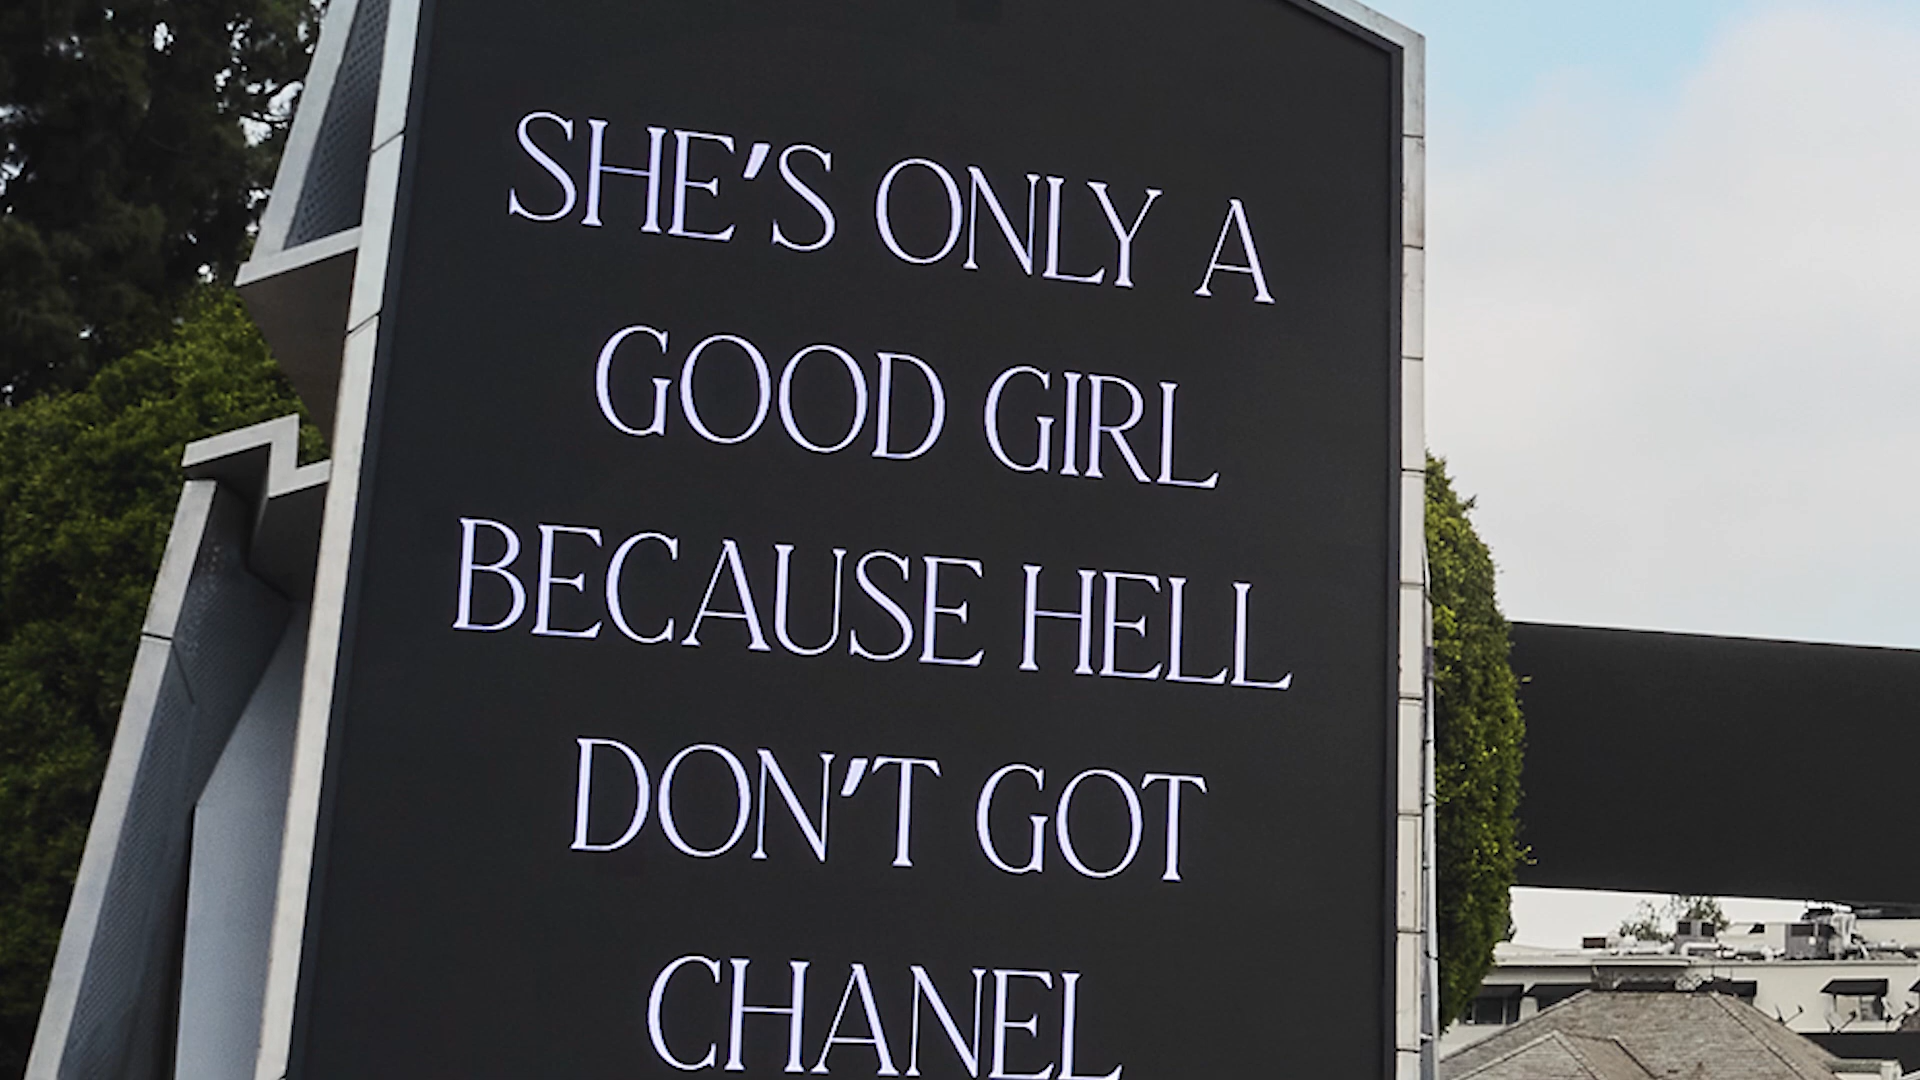 SHE'S ONLY A
GOOD GIRL
BECAUSE HELL
DON'T GOT
CHANEL